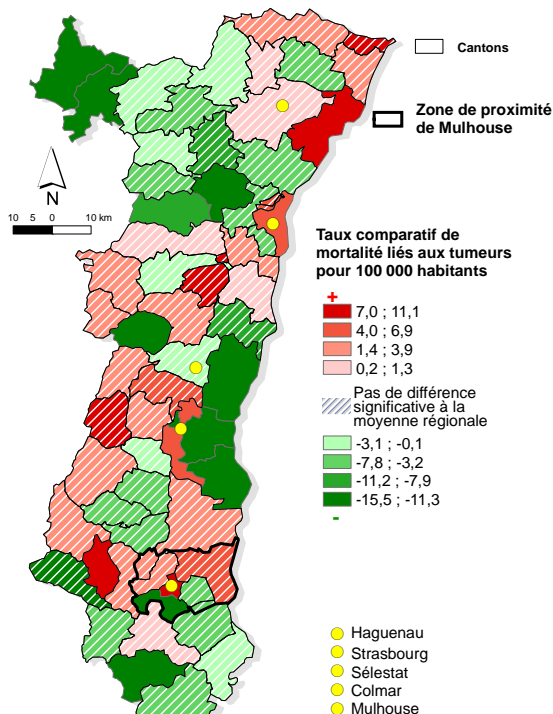 Cantons
Zone de proximité
de Mulhouse
N
10 5 0 10 km
Taux comparatif de
mortalité liés aux tumeurs
pour 100 000 habitants
+
7,0 ; 11,1
4,0 ; 6,9
1,4 ; 3,9
0,2 ; 1,3
Pas de différence
significative à la
moyenne régionale
-3,1 ; -0,1
-7,8 ; -3,2
-11,2 ; -7,9
-15,5 ; -11,3
-
Haguenau
Strasbourg
Sélestat
Colmar
Mulhouse